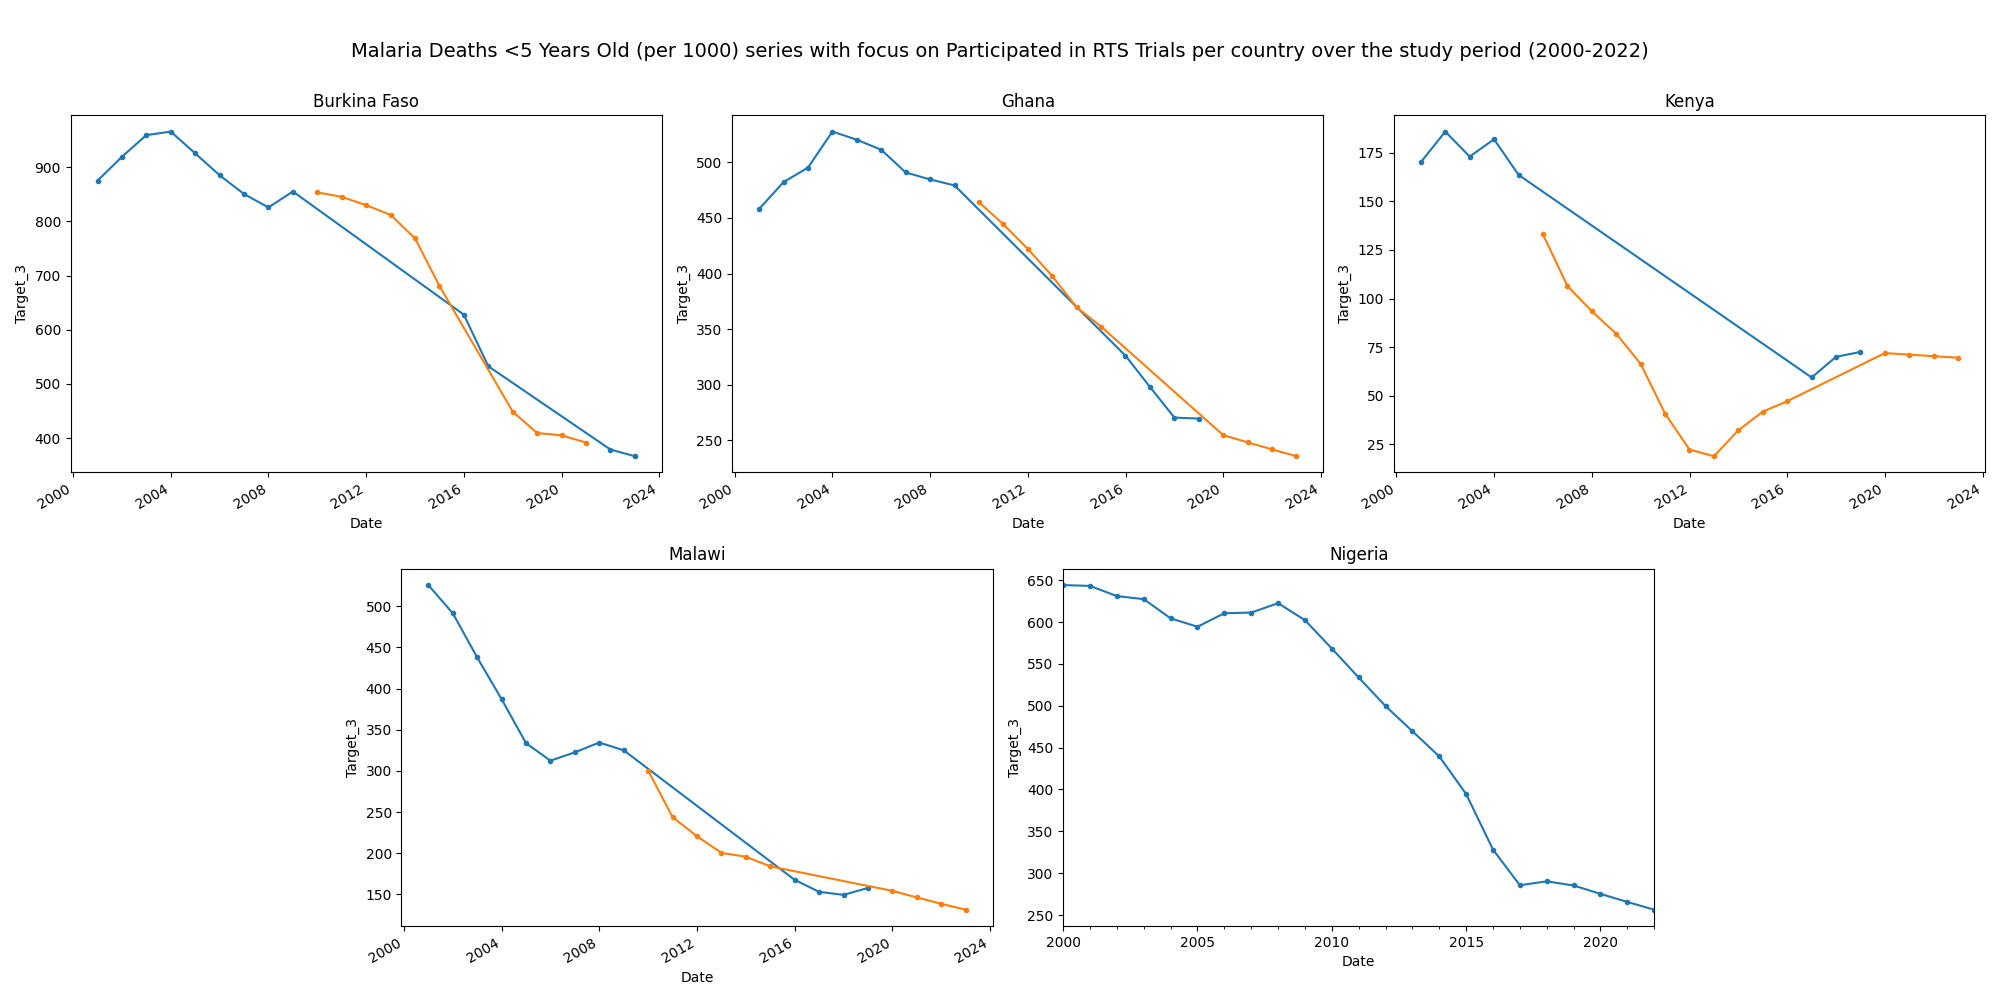 Malaria Deaths <5 Years Old (per 1000) series with focus on Participated in RTS Trials per country over the study period (2000-2022)
Burkina Faso
900
800
700
600
500
400
Target_3
2000 2004 2008 2012 2016 2020 2024
Date
Ghana
500
450
400
350
300
250
Target_3
2000 2004 2008 2012 2016 2020 2024
Date
Kenya
175
150
125
100
75
50
25
Target_3
2000 2004 2008 2012 2016 2020 2024
Date
Malawi
500
450
400
350
300
250
200
150
Target_3
2000 2004 2008 2012 2016 2020 2024
Date
Nigeria
650
600
550
500
450
400
350
300
250
Target_3
2000 2005 2010 2015 2020
Date